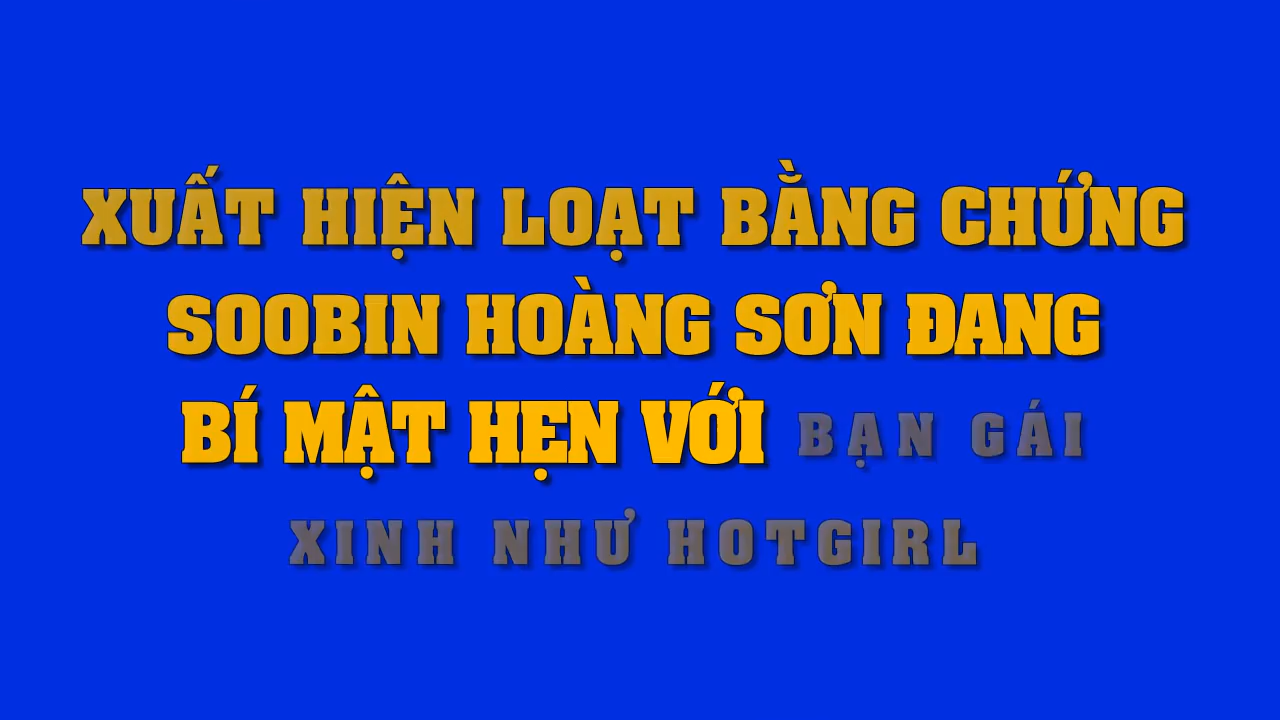 XUẤT HIỆN LOẠT BẰNG CHỨNG
SOOBIN HOÀNG SƠN ĐANG
BÍ MẬT HẸN VỚI BẠN GÁI
XINH NHƯ HOTGIRL